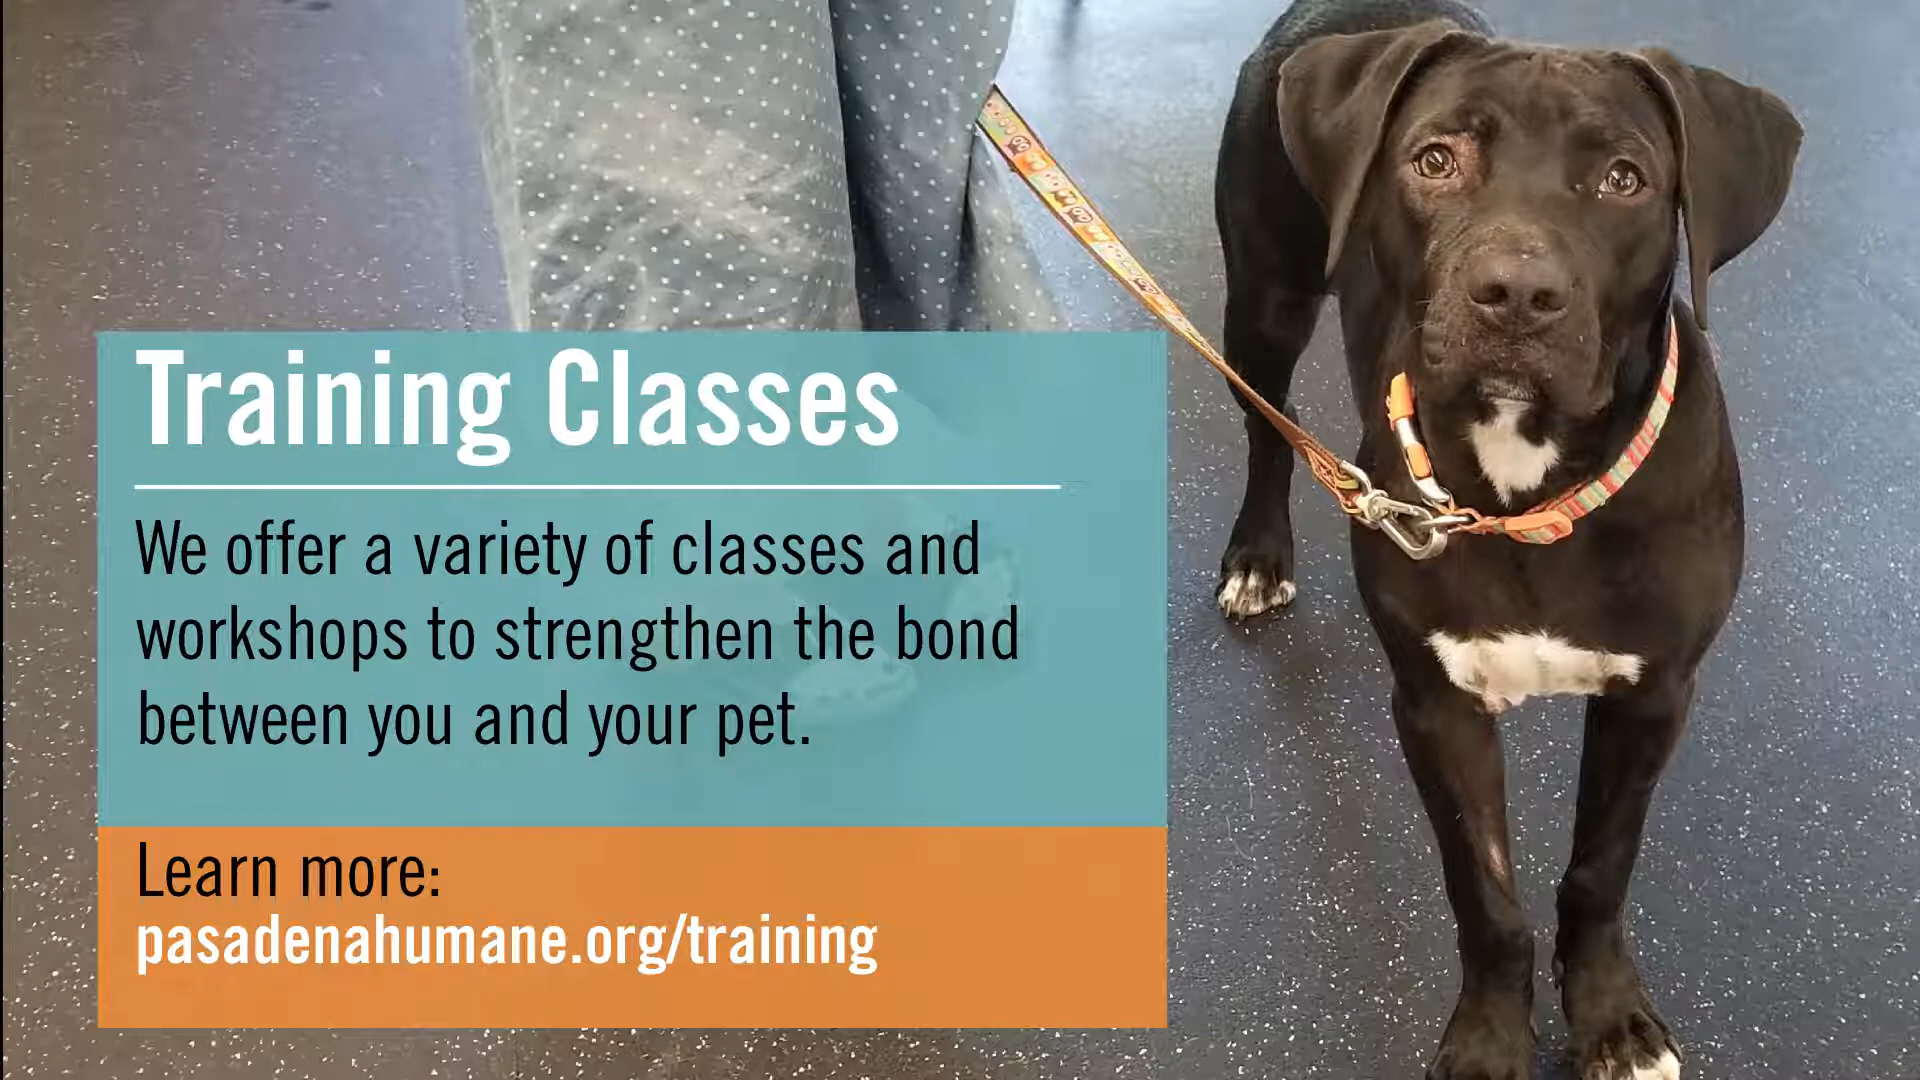 Training Classes
We offer a variety of classes and
workshops to strengthen the bond
between you and your pet.
Learn more:
pasadenahumane.org/training